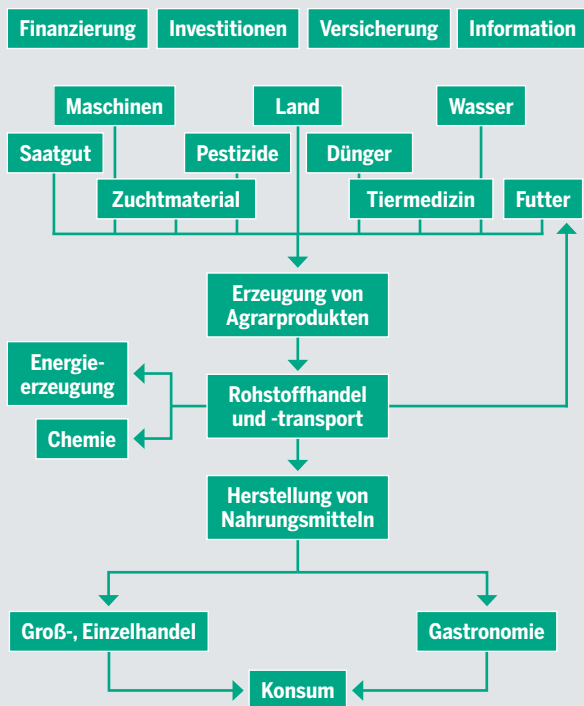 Finanzierung
Investitionen
Versicherung
Information
Maschinen
Land
Wasser
Saatgut
Pestizide
Dünger
Zuchtmaterial
Tiermedizin
Futter
Erzeugung von
Agrarprodukten
Energie-
erzeugung
Rohstoffhandel
und -transport
Chemie
Herstellung von
Nahrungsmitteln
Groß-, Einzelhandel
Gastronomie
Konsum